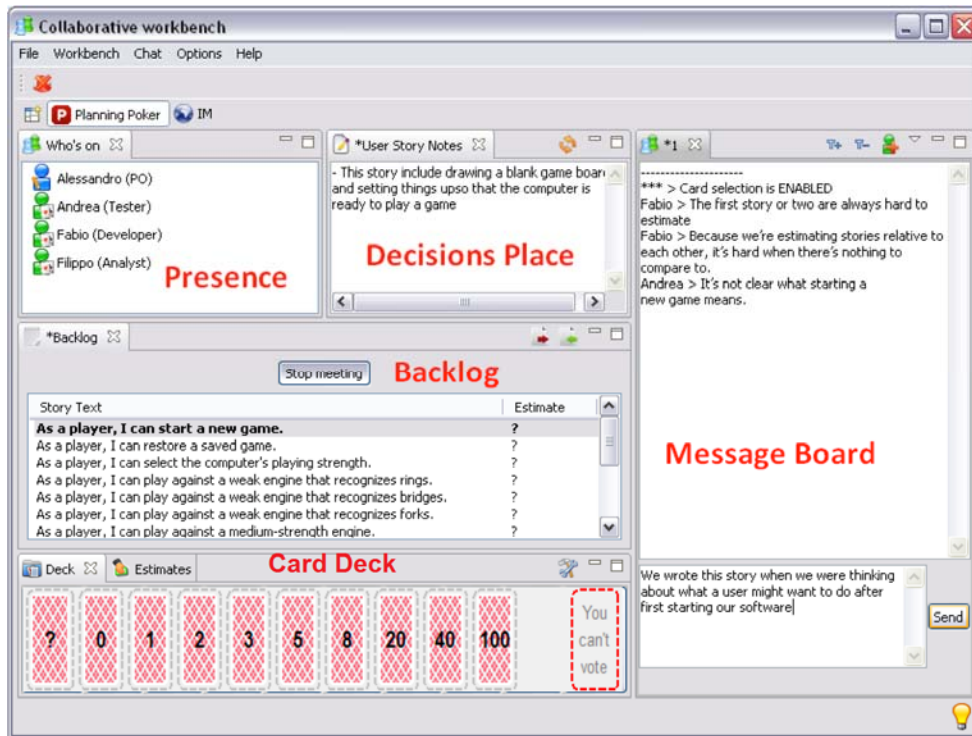 Collaborative workbench
File Workbench Chat Options Help
Planning Poker IM
Who's on
Alessandro (PO)
Andrea (Tester)
Fabio (Developer)
Filippo (Analyst)
Presence
*User Story Notes
- This story include drawing a blank game board
and setting things upso that the computer is
ready to play a game
Decisions Place
*1
----------------------
*** > Card selection is ENABLED
Fabio > The first story or two are always hard to
estimate
Fabio > Because we're estimating stories relative to
each other, it's hard when there's nothing to
compare to.
Andrea > It's not clear what starting a
new game means.
Message Board
*Backlog
Stop meeting
Backlog
Story Text Estimate
As a player, I can start a new game. ?
As a player, I can restore a saved game. ?
As a player, I can select the computer's playing strength. ?
As a player, I can play against a weak engine that recognizes rings. ?
As a player, I can play against a weak engine that recognizes bridges. ?
As a player, I can play against a weak engine that recognizes forks. ?
As a player, I can play against a medium-strength engine. ?
Deck Estimates
Card Deck
? 0 1 2 3 5 8 20 40 100
You
can't
vote
We wrote this story when we were thinking
about what a user might want to do after
first starting our software
Send